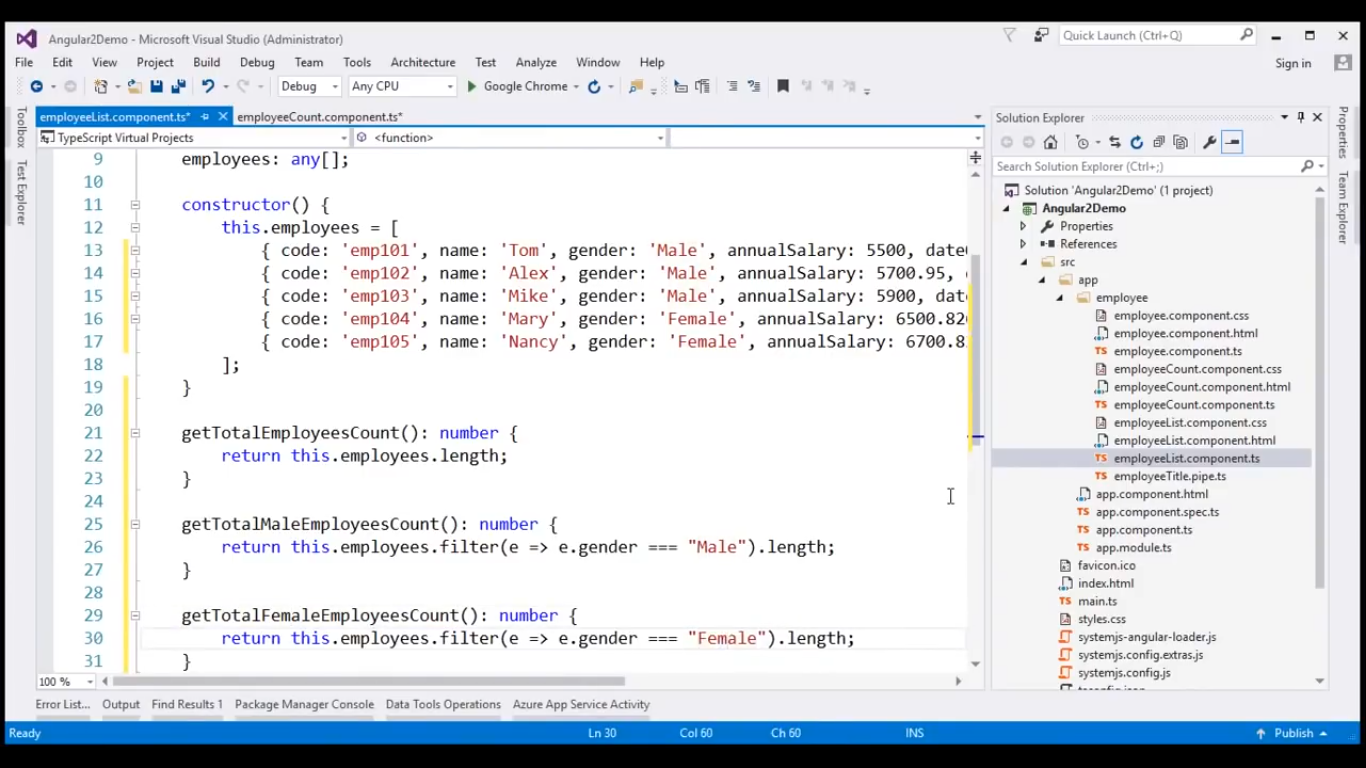 Angular2Demo - Microsoft Visual Studio (Administrator)
Quick Launch (Ctrl+Q)
File Edit View Project Build Debug Team Tools Architecture Test Analyze Window Help
Sign in
Debug Any CPU Google Chrome
Toolbox
Test Explorer
employeeList.component.ts* employeeCount.component.ts*
TypeScript Virtual Projects <function>
9 employees: any[];
10
11 constructor() {
12 this.employees = [
13 { code: 'emp101', name: 'Tom', gender: 'Male', annualSalary: 5500, date
14 { code: 'emp102', name: 'Alex', gender: 'Male', annualSalary: 5700.95,
15 { code: 'emp103', name: 'Mike', gender: 'Male', annualSalary: 5900, dat
16 { code: 'emp104', name: 'Mary', gender: 'Female', annualSalary: 6500.82
17 { code: 'emp105', name: 'Nancy', gender: 'Female', annualSalary: 6700.8
18 ];
19 }
20
21 getTotalEmployeesCount(): number {
22 return this.employees.length;
23 }
24
25 getTotalMaleEmployeesCount(): number {
26 return this.employees.filter(e => e.gender === "Male").length;
27 }
28
29 getTotalFemaleEmployeesCount(): number {
30 return this.employees.filter(e => e.gender === "Female").length;
31 }
100 %
Solution Explorer
Search Solution Explorer (Ctrl+;)
Solution 'Angular2Demo' (1 project)
Angular2Demo
Properties
References
src
app
employee
employee.component.css
employee.component.html
employee.component.ts
employeeCount.component.css
employeeCount.component.html
employeeCount.component.ts
employeeList.component.css
employeeList.component.html
employeeList.component.ts
employeeTitle.pipe.ts
app.component.html
app.component.spec.ts
app.component.ts
app.module.ts
favicon.ico
index.html
main.ts
styles.css
systemjs-angular-loader.js
systemjs.config.extras.js
systemjs.config.js
Properties
Team Explorer
Error List... Output Find Results 1 Package Manager Console Data Tools Operations Azure App Service Activity
Ready Ln 30 Col 60 Ch 60 INS Publish